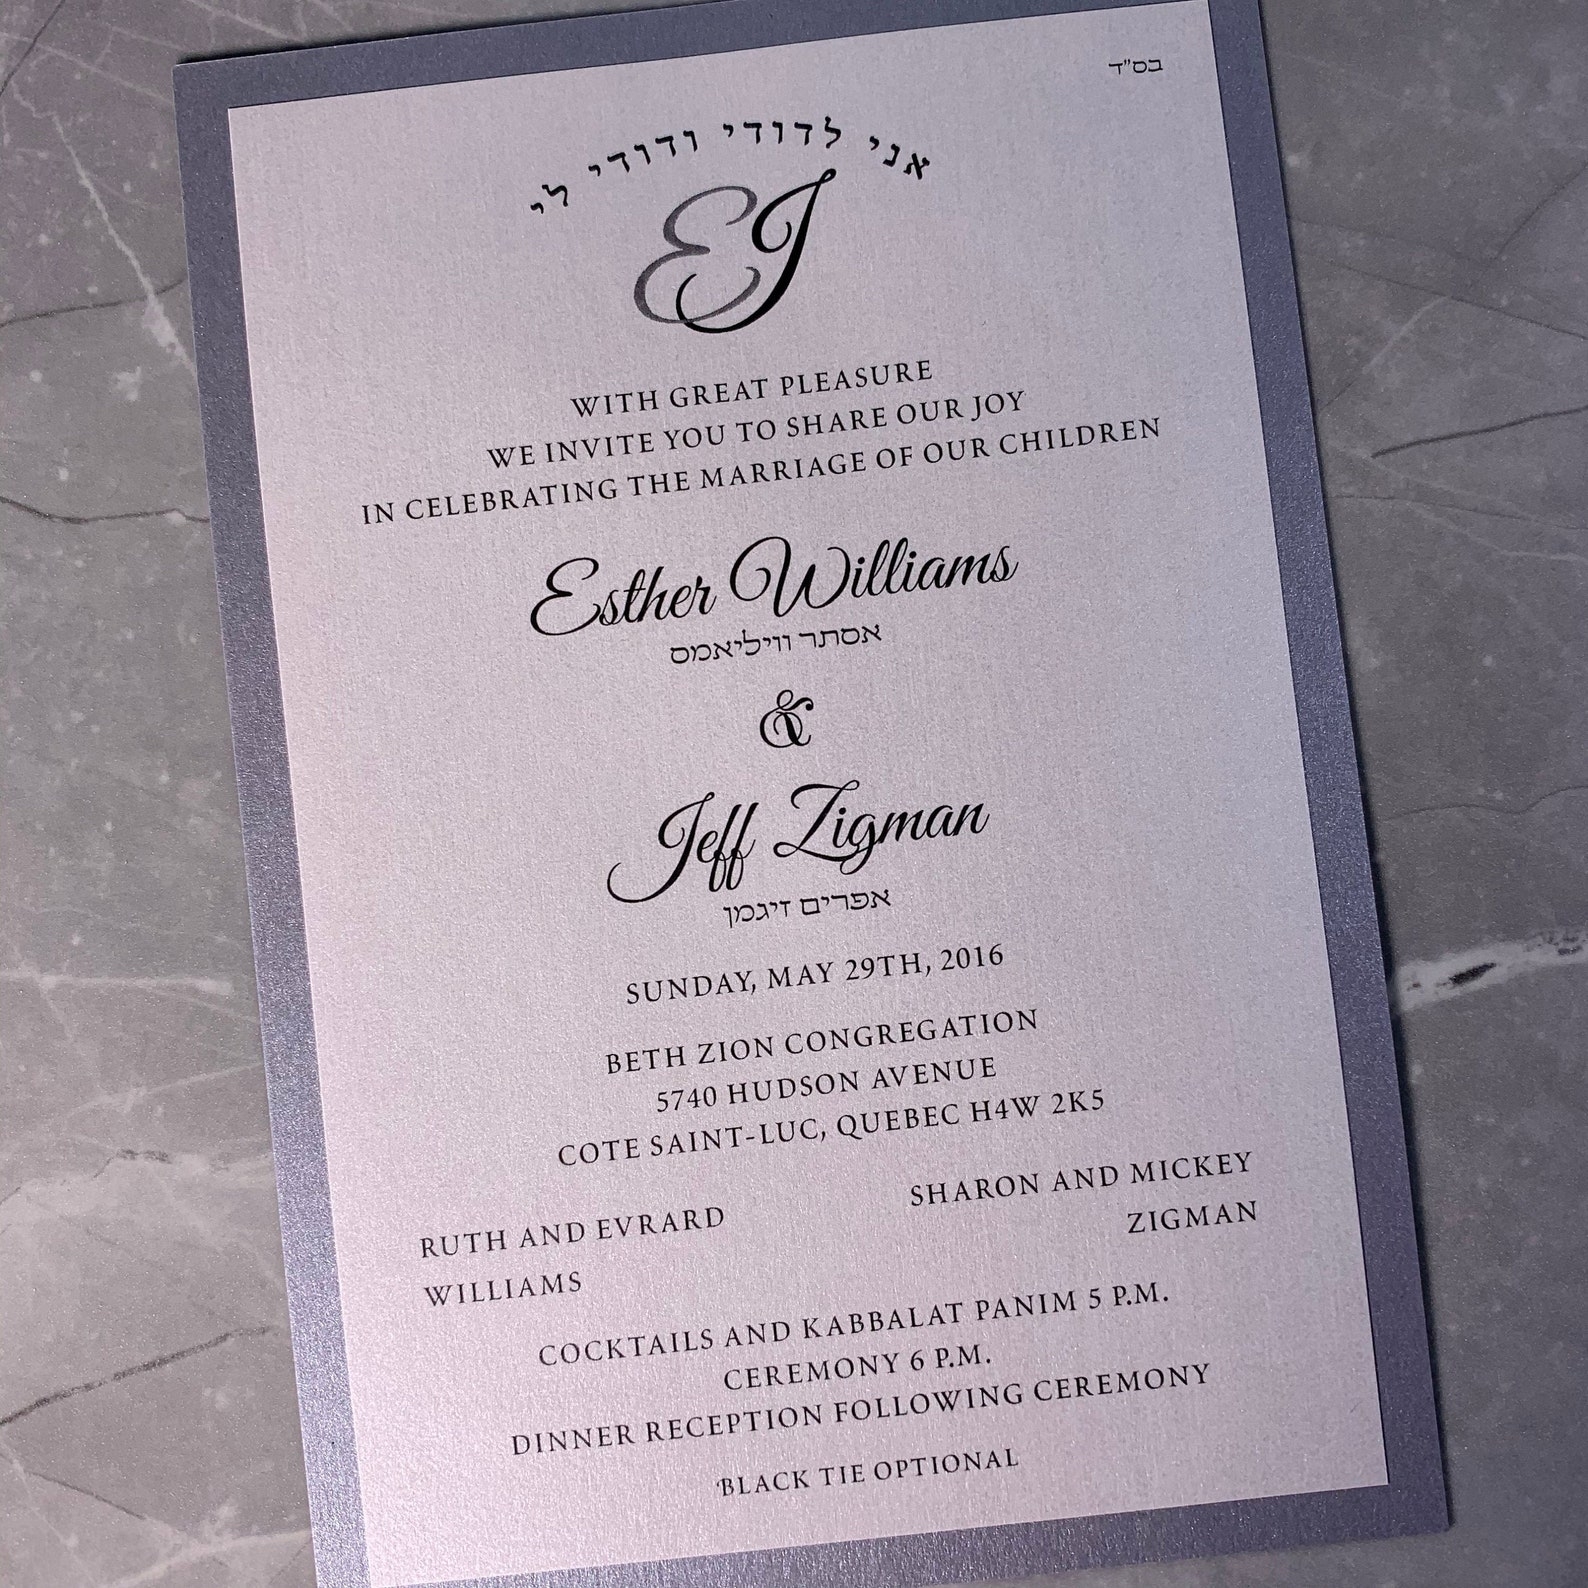 בס"ד
אני לדודי ודודי לי
EJ
WITH GREAT PLEASURE
WE INVITE YOU TO SHARE OUR JOY
IN CELEBRATING THE MARRIAGE OF OUR CHILDREN
Esther Williams
אסתר וויליאמס
&
Jeff Zigman
אפרים זיגמן
SUNDAY, MAY 29TH, 2016
BETH ZION CONGREGATION
5740 HUDSON AVENUE
COTE SAINT-LUC, QUEBEC H4W 2K5
RUTH AND EVRARD
WILLIAMS
SHARON AND MICKEY
ZIGMAN
COCKTAILS AND KABBALAT PANIM 5 P.M.
CEREMONY 6 P.M.
DINNER RECEPTION FOLLOWING CEREMONY
BLACK TIE OPTIONAL